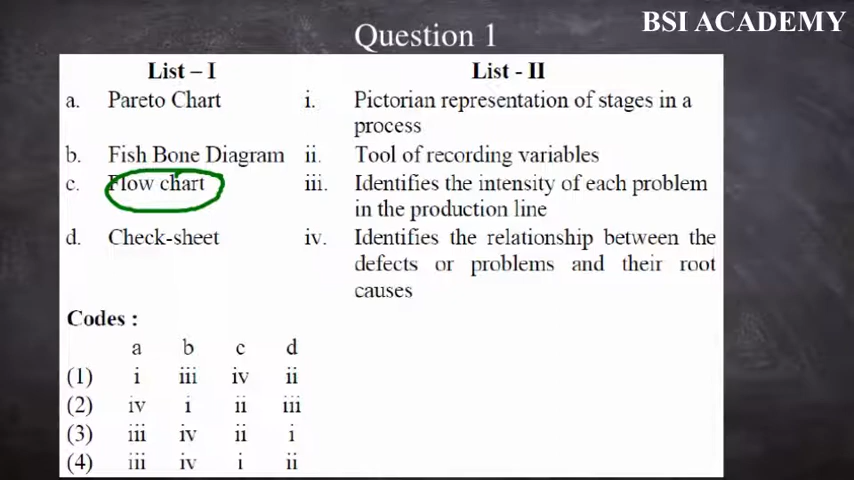 Question 1
BSI ACADEMY
List – I List - II
a. Pareto Chart i. Pictorian representation of stages in a
process
b. Fish Bone Diagram ii. Tool of recording variables
c. Flow chart iii. Identifies the intensity of each problem
in the production line
d. Check-sheet iv. Identifies the relationship between the
defects or problems and their root
causes
Codes :
a b c d
(1) i iii iv ii
(2) iv i ii iii
(3) iii iv ii i
(4) iii iv i ii